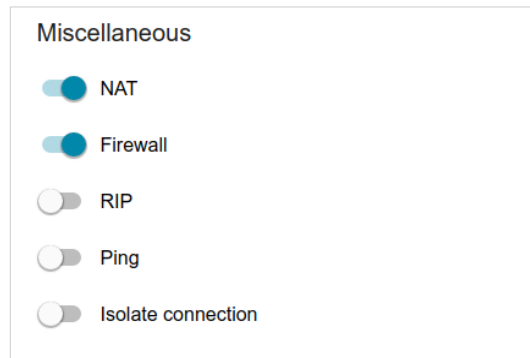 Miscellaneous
NAT
Firewall
RIP
Ping
Isolate connection